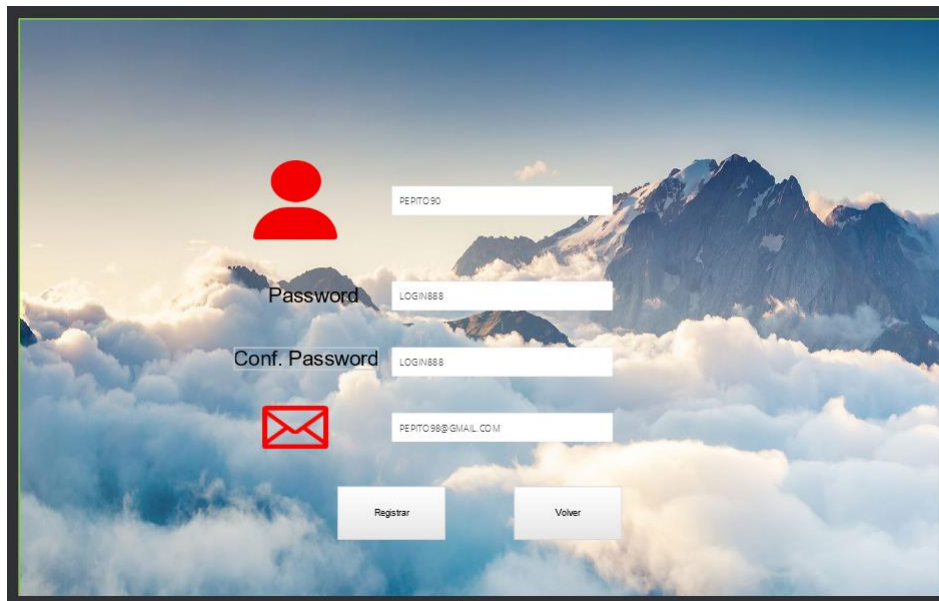 PEPITO90
Password LOGIN888
Conf. Password LOGIN888
PEPITO98@GMAIL.COM
Registrar Volver